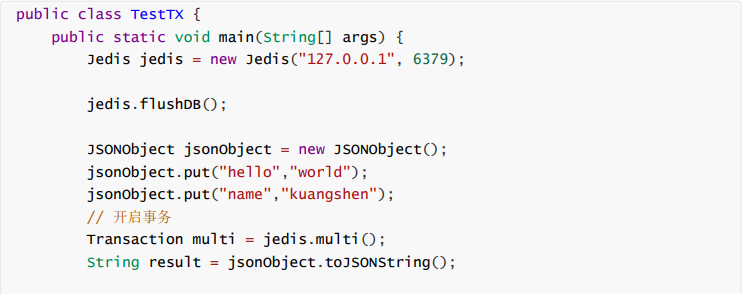 public class TestTX {
public static void main(String[] args) {
Jedis jedis = new Jedis("127.0.0.1", 6379);
jedis.flushDB();
JSONObject jsonObject = new JSONObject();
jsonObject.put("hello","world");
jsonObject.put("name","kuangshen");
// 开启事务
Transaction multi = jedis.multi();
String result = jsonObject.toJSONString();